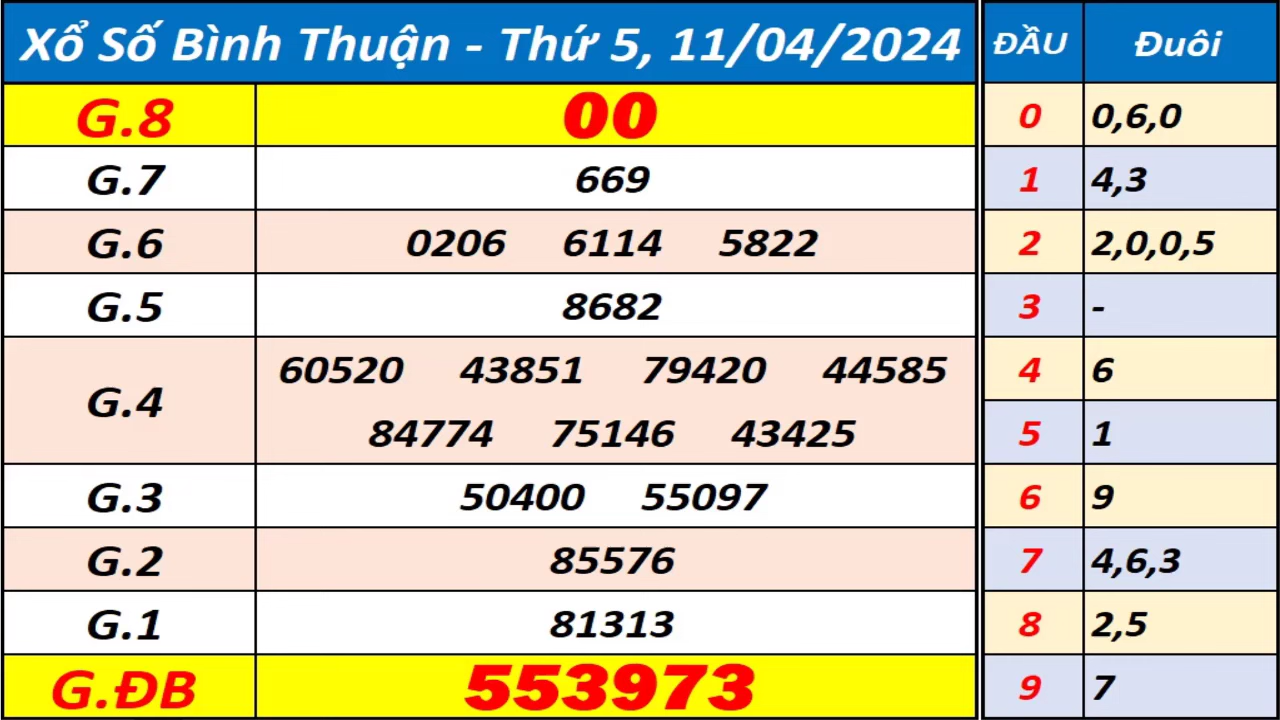 Xổ Số Bình Thuận - Thứ 5, 11/04/2024
G.8 00
G.7 669
G.6 0206 6114 5822
G.5 8682
G.4 60520 43851 79420 44585
84774 75146 43425
G.3 50400 55097
G.2 85576
G.1 81313
G.ĐB 553973
ĐẦU Đuôi
0 0,6,0
1 4,3
2 2,0,0,5
3 -
4 6
5 1
6 9
7 4,6,3
8 2,5
9 7